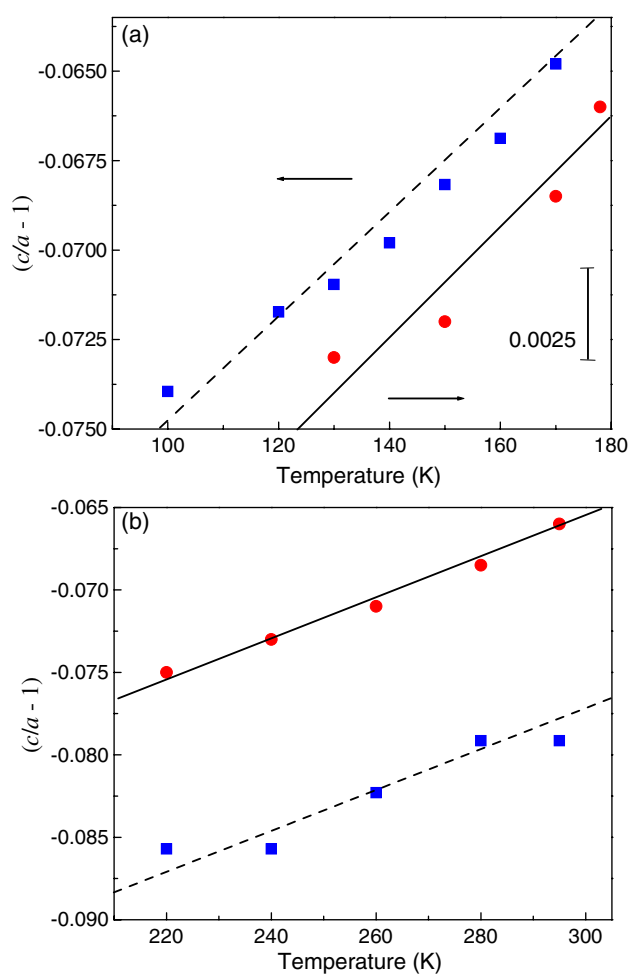 (a)
-0.0650
-0.0675
-0.0700
-0.0725
-0.0750
(c/a - 1)
0.0025
100 120 140 160 180
Temperature (K)
(b)
-0.065
-0.070
-0.075
-0.080
-0.085
-0.090
(c/a - 1)
220 240 260 280 300
Temperature (K)